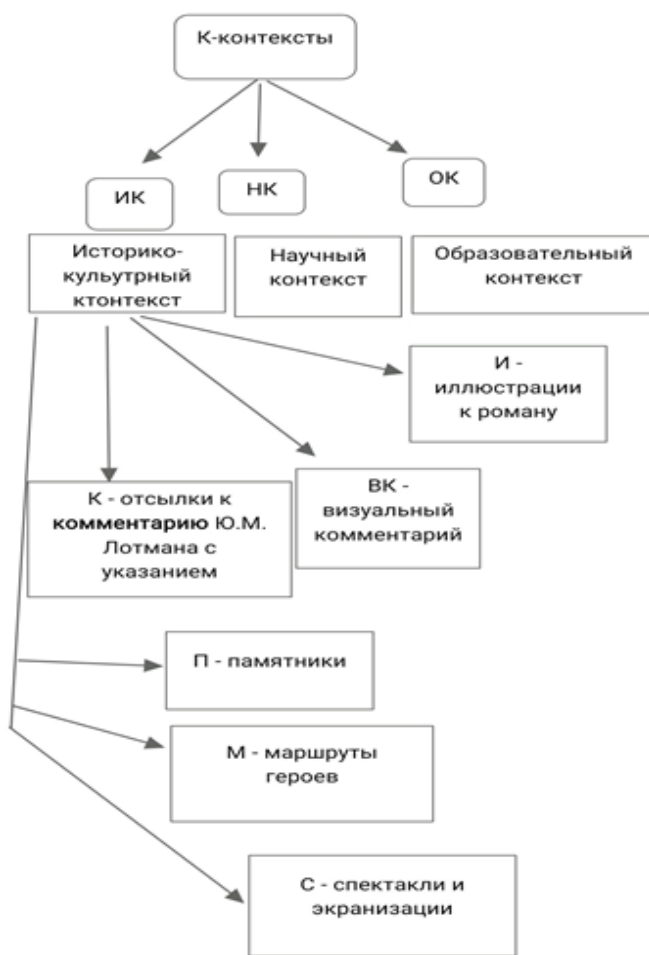 К-контексты
ИК
НК
ОК
Историко-
кульутрный
ктонтекст
Научный
контекст
Образовательный
контекст
И -
иллюстрации
к роману
К - отсылки к
комментарию Ю.М.
Лотмана с
указанием
ВК -
визуальный
комментарий
П - памятники
М - маршруты
героев
С - спектакли и
экранизации